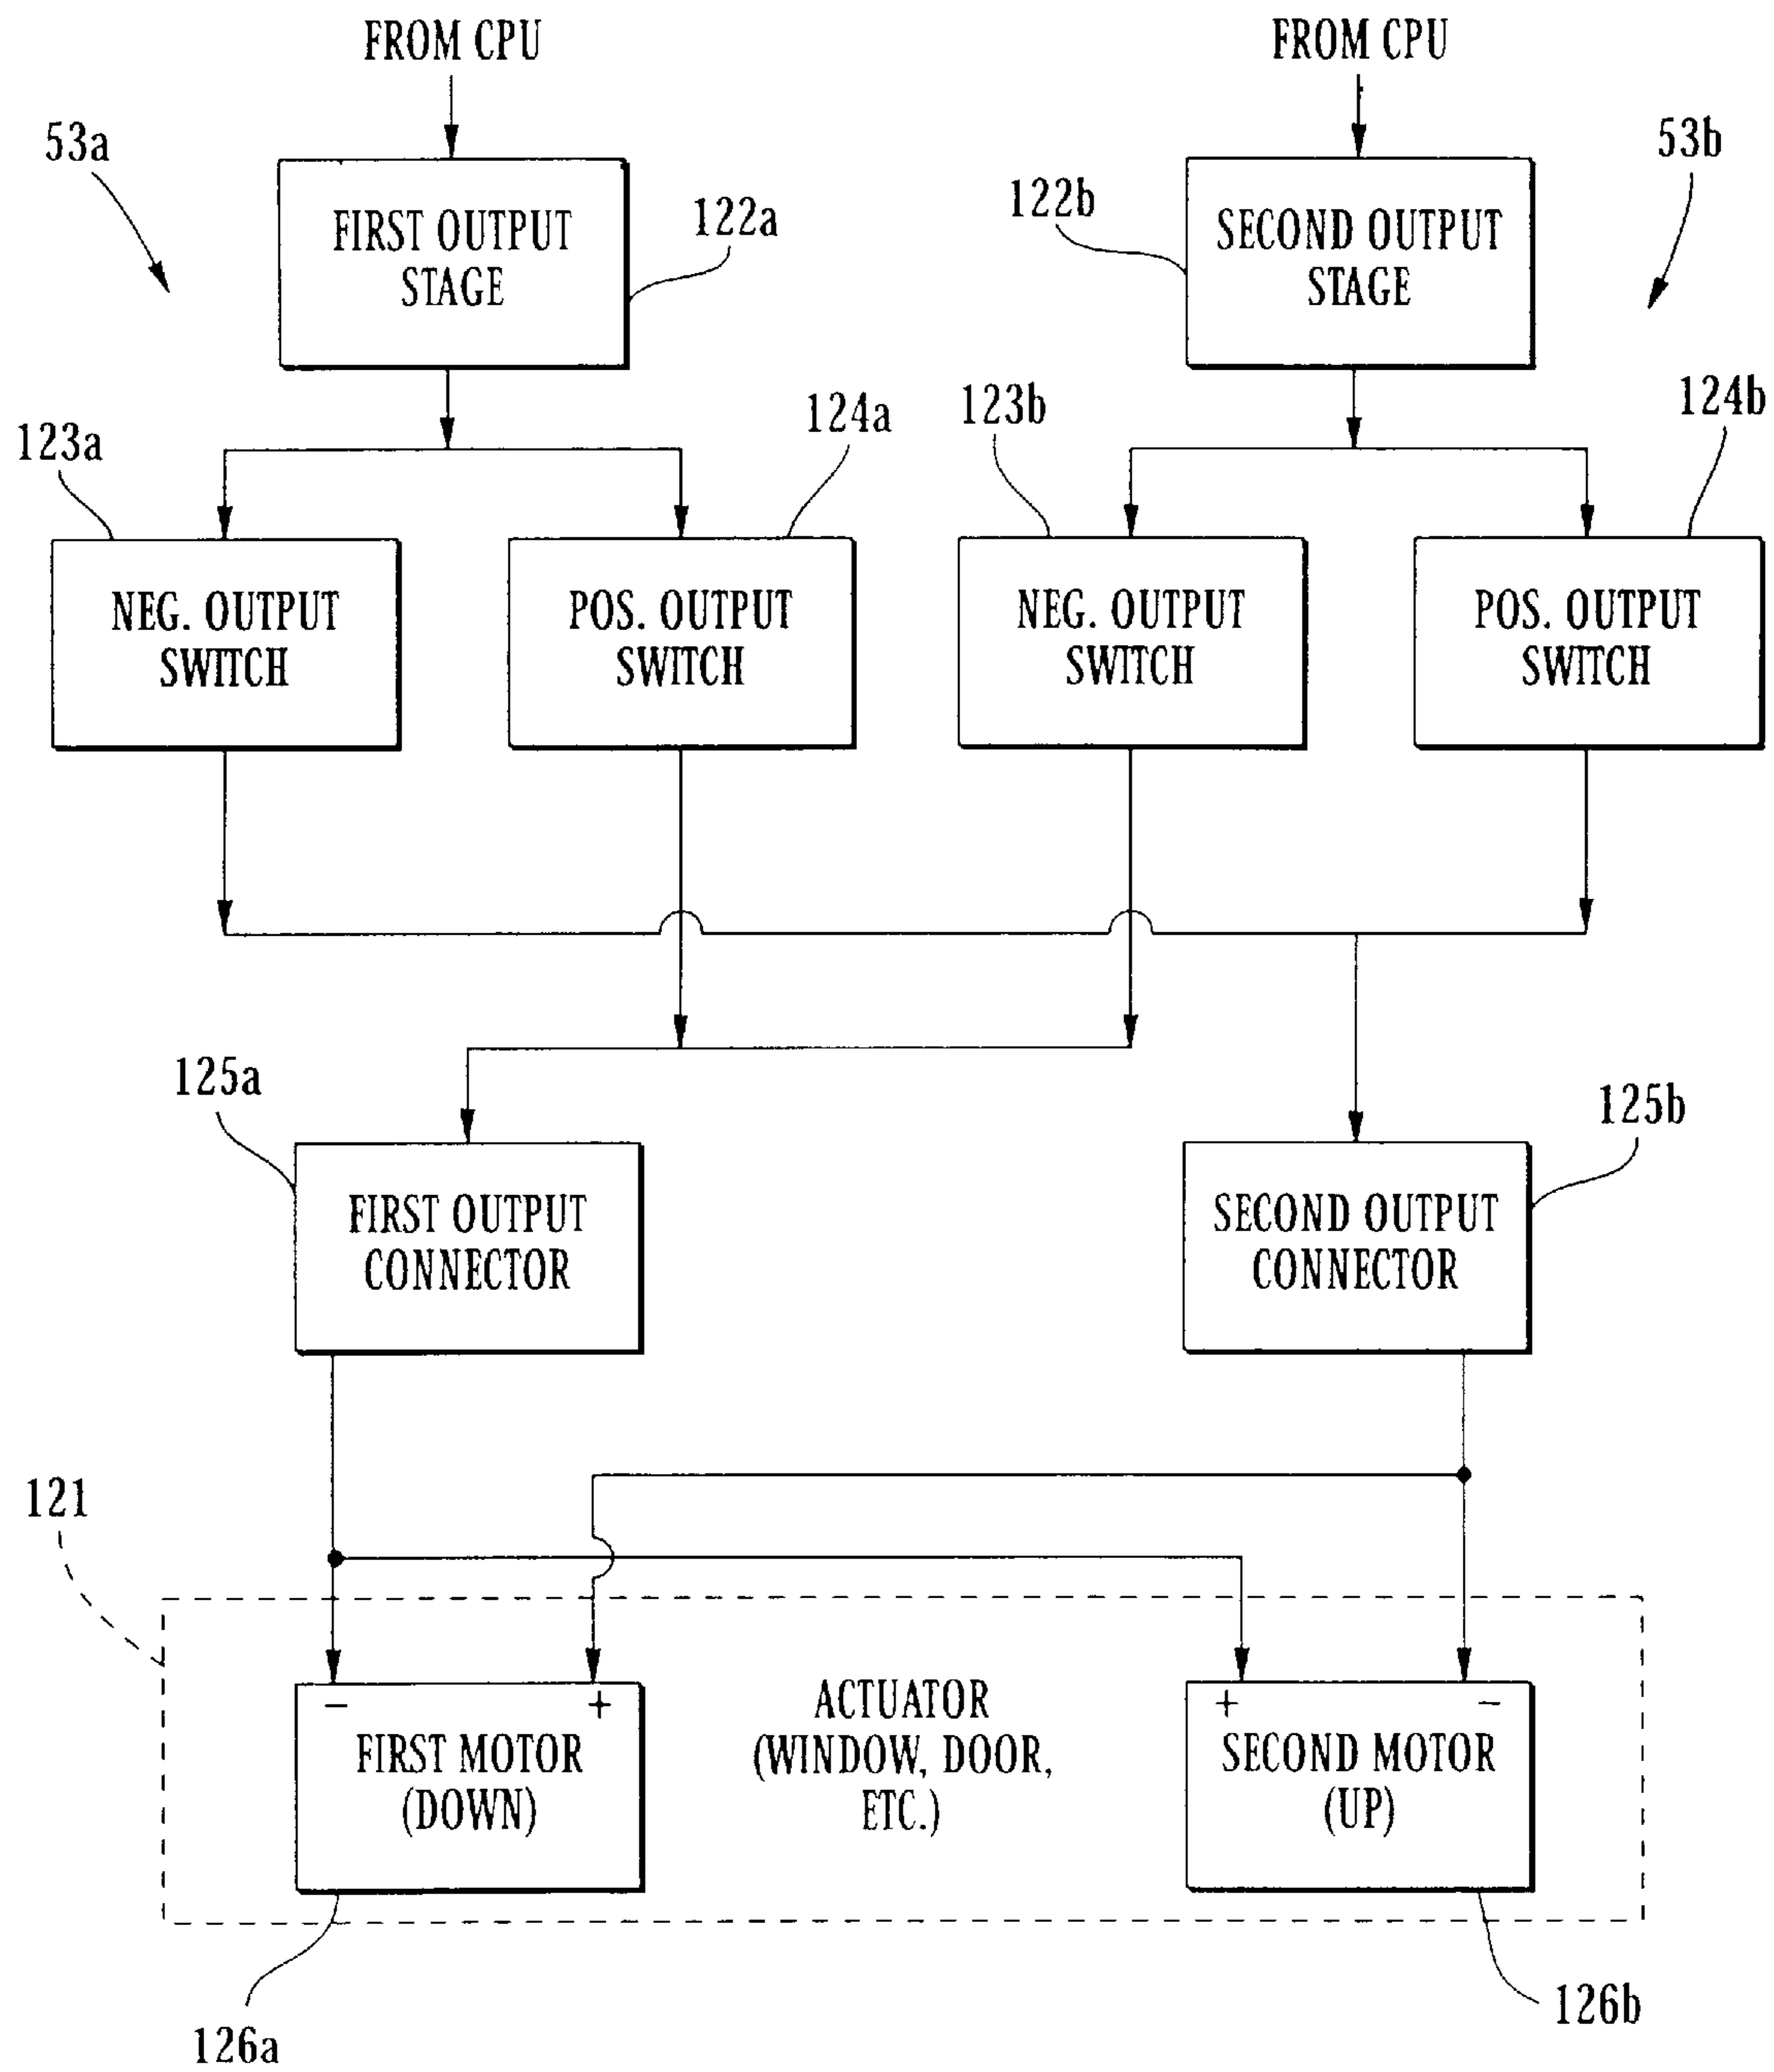 FROM CPU
FROM CPU
53a
53b
FIRST OUTPUT
STAGE
122a
122b
SECOND OUTPUT
STAGE
123a
124a
123b
124b
NEG. OUTPUT
SWITCH
POS. OUTPUT
SWITCH
NEG. OUTPUT
SWITCH
POS. OUTPUT
SWITCH
125a
125b
FIRST OUTPUT
CONNECTOR
SECOND OUTPUT
CONNECTOR
121
− +
FIRST MOTOR
(DOWN)
ACTUATOR
(WINDOW, DOOR,
ETC.)
+ −
SECOND MOTOR
(UP)
126a
126b